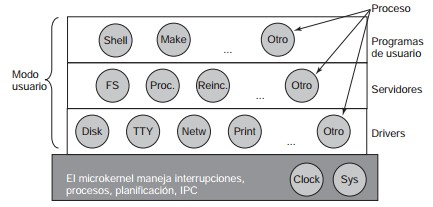 Proceso
Shell Make ... Otro
Programas
de usuario
Modo
usuario
FS Proc. Reinc. ... Otro
Servidores
Disk TTY Netw Print ... Otro
Drivers
El microkernel maneja interrupciones,
procesos, planificación, IPC
Clock Sys